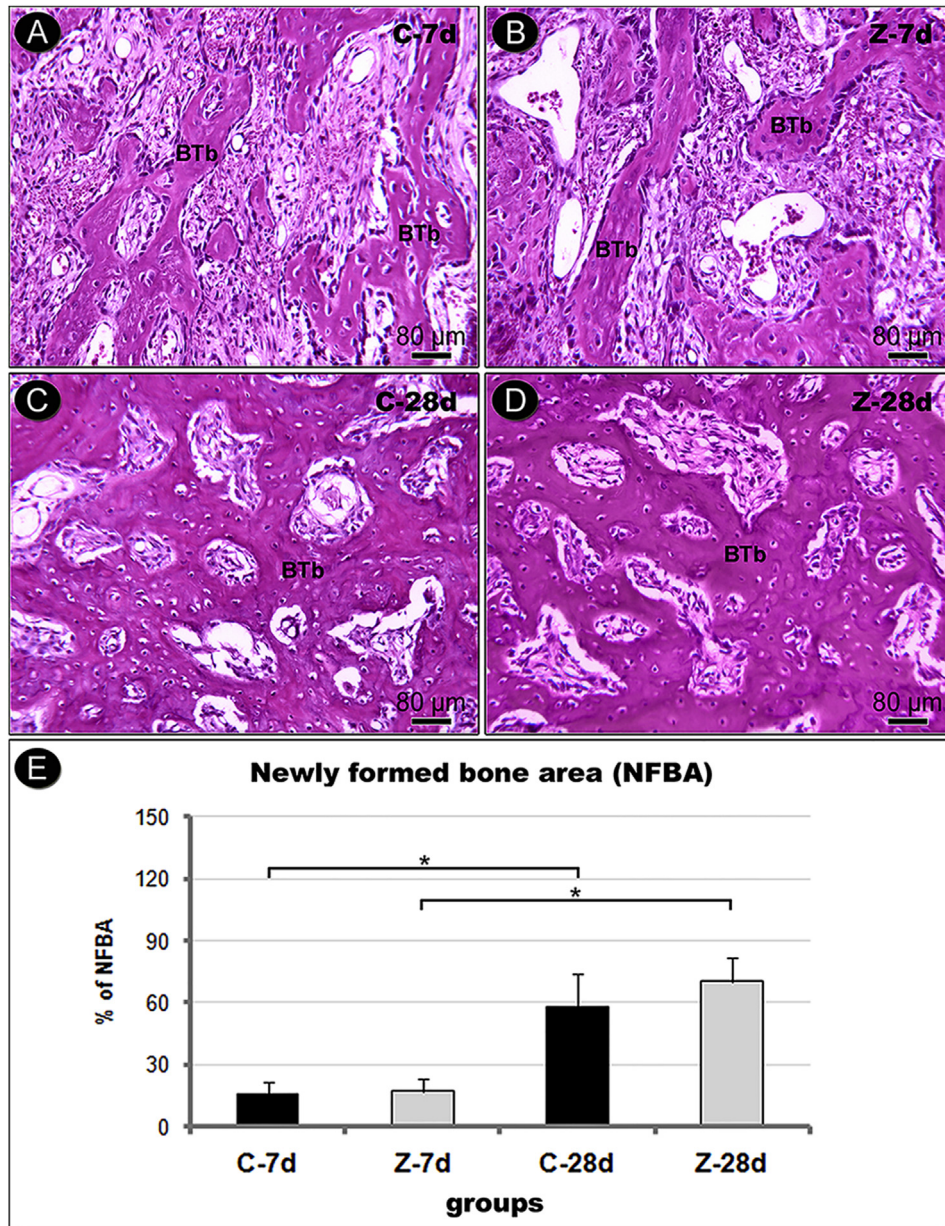 A
C-7d
BTb
BTb
80 µm
B
Z-7d
BTb
BTb
80 µm
C
C-28d
BTb
80 µm
D
Z-28d
BTb
80 µm
E
Newly formed bone area (NFBA)
% of NFBA
150
120
90
60
30
0
*
*
C-7d Z-7d C-28d Z-28d
groups